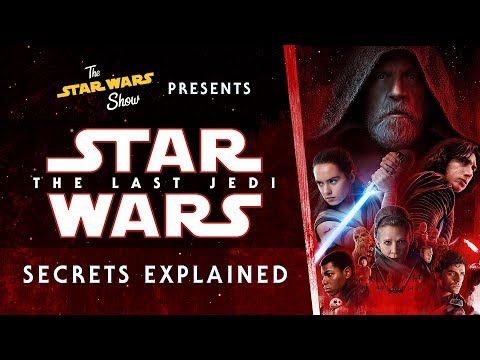 The
STAR WARS
Show
PRESENTS
STAR
THE LAST JEDI
WARS
SECRETS EXPLAINED